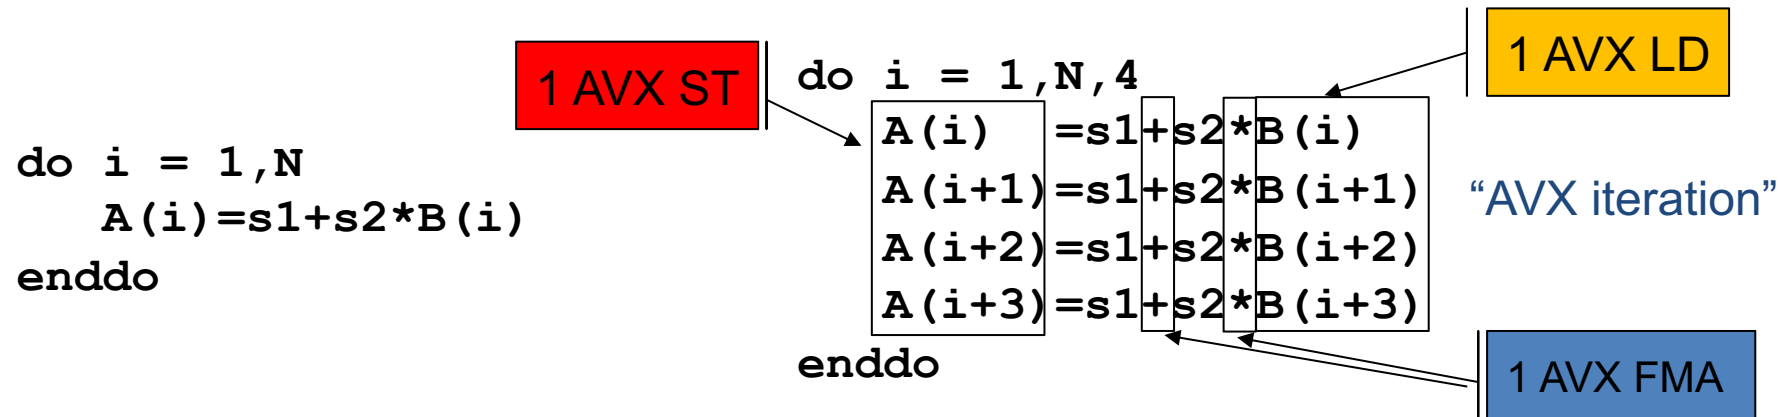 do i = 1,N
A(i)=s1+s2*B(i)
enddo
1 AVX ST
do i = 1,N,4
A(i) =s1+s2*B(i)
A(i+1)=s1+s2*B(i+1)
A(i+2)=s1+s2*B(i+2)
A(i+3)=s1+s2*B(i+3)
enddo
1 AVX LD
“AVX iteration”
1 AVX FMA